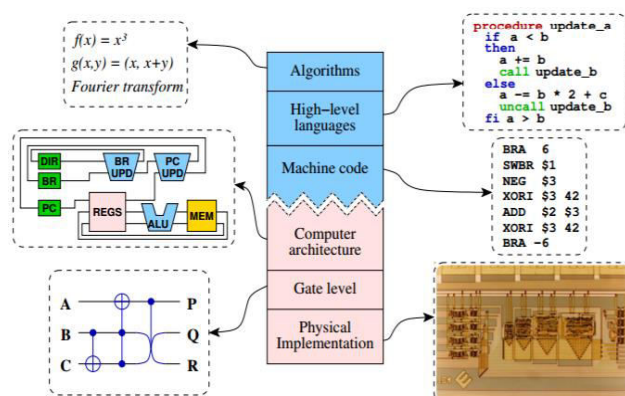 f(x) = x³
g(x,y) = (x, x+y)
Fourier transform
Algorithms
High-level
languages
Machine code
Computer
architecture
Gate level
Physical
Implementation
procedure update_a
if a < b
then
a += b
call update_b
else
a -= b * 2 + c
uncall update_b
fi a > b
DIR
BR
PC
BR
UPD
PC
UPD
REGS
ALU
MEM
BRA 6
SWBR $1
NEG $3
XORI $3 42
ADD $2 $3
XORI $3 42
BRA -6
A P
B Q
C R